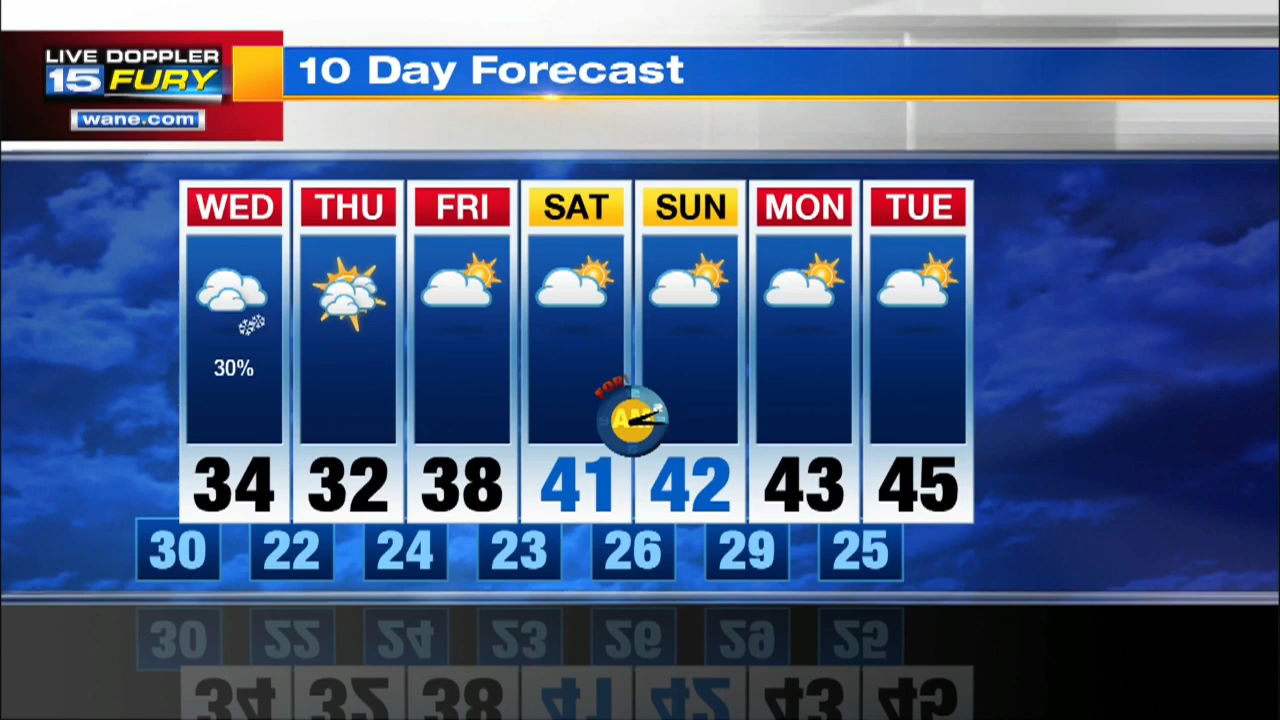 LIVE DOPPLER
15 FURY
wane.com
10 Day Forecast
WED THU FRI SAT SUN MON TUE
30%
AM
34 32 38 41 42 43 45
30 22 24 23 26 29 25